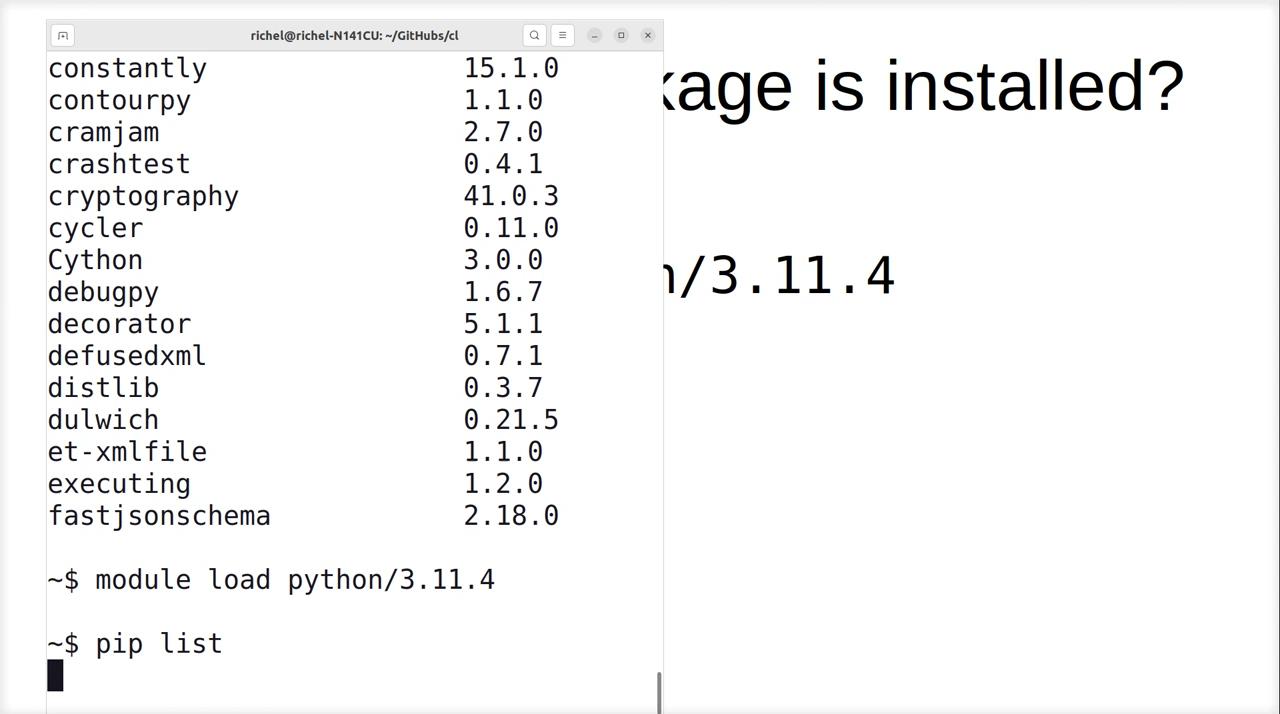 richel@richel-N141CU: ~/GitHubs/cl
constantly 15.1.0
contourpy 1.1.0
cramjam 2.7.0
crashtest 0.4.1
cryptography 41.0.3
cycler 0.11.0
Cython 3.0.0
debugpy 1.6.7
decorator 5.1.1
defusedxml 0.7.1
distlib 0.3.7
dulwich 0.21.5
et-xmlfile 1.1.0
executing 1.2.0
fastjsonschema 2.18.0
~$ module load python/3.11.4
~$ pip list
kage is installed?
n/3.11.4